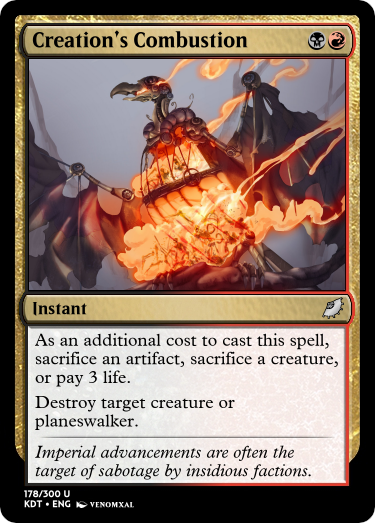 Creation's Combustion
Instant
As an additional cost to cast this spell,
sacrifice an artifact, sacrifice a creature,
or pay 3 life.
Destroy target creature or
planeswalker.
Imperial advancements are often the
target of sabotage by insidious factions.
178/300 U
KDT • ENG VENOMXAL